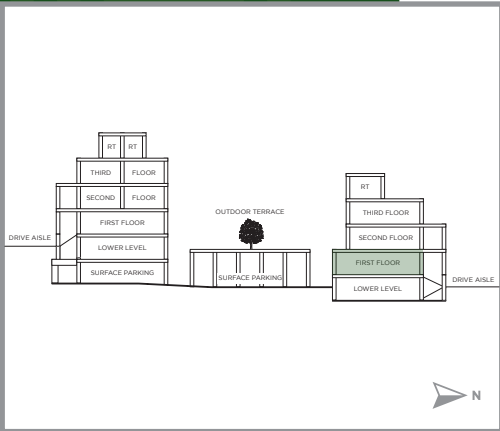 RT RT
THIRD FLOOR
SECOND FLOOR
FIRST FLOOR
DRIVE AISLE
LOWER LEVEL
SURFACE PARKING
OUTDOOR TERRACE
SURFACE PARKING
RT
THIRD FLOOR
SECOND FLOOR
FIRST FLOOR
DRIVE AISLE
LOWER LEVEL
N